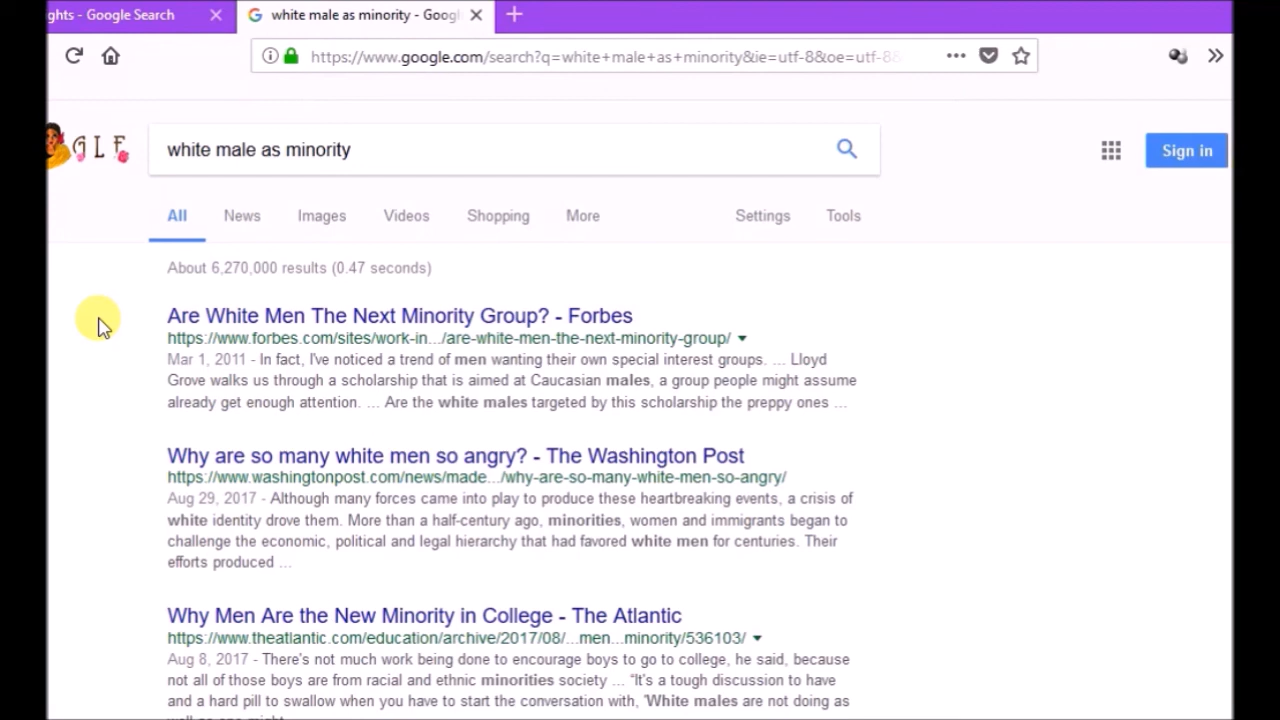 ghts - Google Search
white male as minority - Googl
https://www.google.com/search?q=white+male+as+minority&ie=utf-8&oe=utf-8
G L E
white male as minority
Sign in
All News Images Videos Shopping More Settings Tools
About 6,270,000 results (0.47 seconds)
Are White Men The Next Minority Group? - Forbes
https://www.forbes.com/sites/work-in.../are-white-men-the-next-minority-group/
Mar 1, 2011 - In fact, I've noticed a trend of men wanting their own special interest groups. ... Lloyd
Grove walks us through a scholarship that is aimed at Caucasian males, a group people might assume
already get enough attention. ... Are the white males targeted by this scholarship the preppy ones ...
Why are so many white men so angry? - The Washington Post
https://www.washingtonpost.com/news/made.../why-are-so-many-white-men-so-angry/
Aug 29, 2017 - Although many forces came into play to produce these heartbreaking events, a crisis of
white identity drove them. More than a half-century ago, minorities, women and immigrants began to
challenge the economic, political and legal hierarchy that had favored white men for centuries. Their
efforts produced ...
Why Men Are the New Minority in College - The Atlantic
https://www.theatlantic.com/education/archive/2017/08/...men...minority/536103/
Aug 8, 2017 - There's not much work being done to encourage boys to go to college, he said, because
not all of those boys are from racial and ethnic minorities society ... "It's a tough discussion to have
and a hard pill to swallow when you have to start the conversation with, 'White males are not doing as